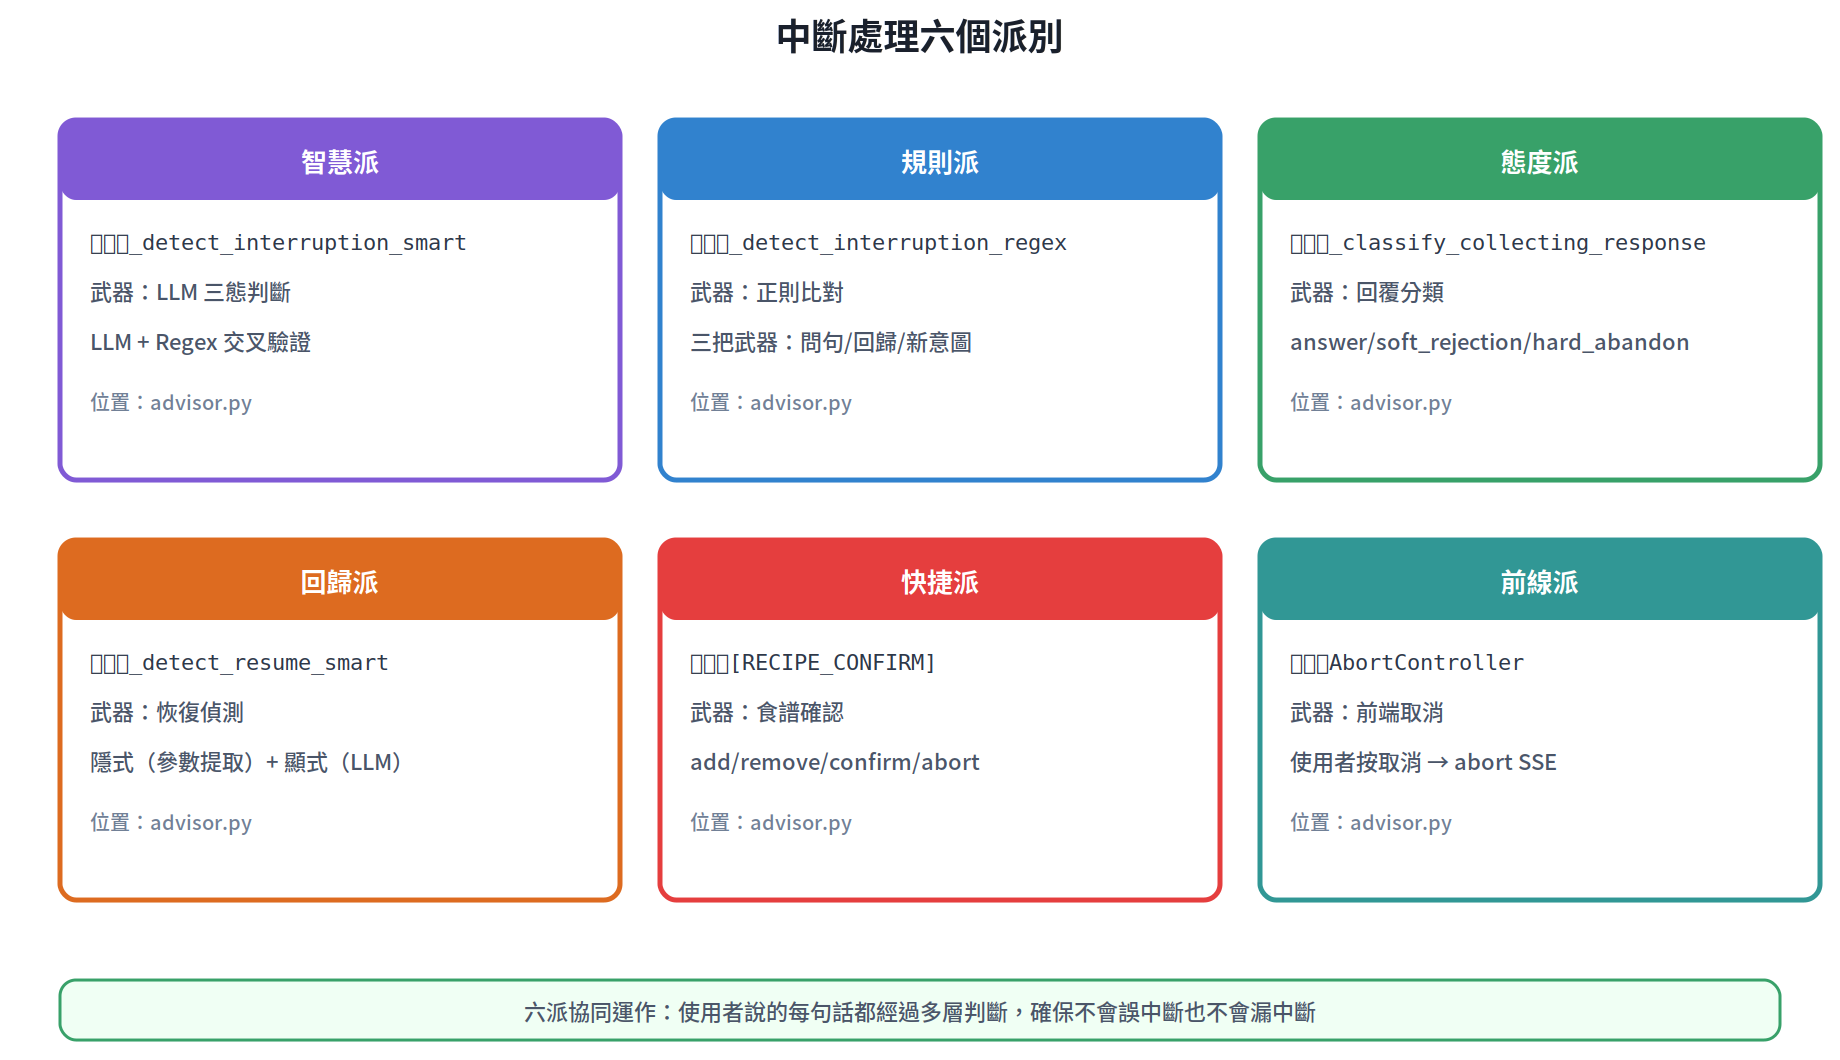 中斷處理六個派別
智慧派
_detect_interruption_smart
武器：LLM 三態判斷
LLM + Regex 交叉驗證
位置：advisor.py
規則派
_detect_interruption_regex
武器：正則比對
三把武器：問句/回歸/新意圖
位置：advisor.py
態度派
_classify_collecting_response
武器：回覆分類
answer/soft_rejection/hard_abandon
位置：advisor.py
回歸派
_detect_resume_smart
武器：恢復偵測
隱式（參數提取）+ 顯式（LLM）
位置：advisor.py
快捷派
[RECIPE_CONFIRM]
武器：食譜確認
add/remove/confirm/abort
位置：advisor.py
前線派
AbortController
武器：前端取消
使用者按取消 → abort SSE
位置：advisor.py
六派協同運作：使用者說的每句話都經過多層判斷，確保不會誤中斷也不會漏中斷